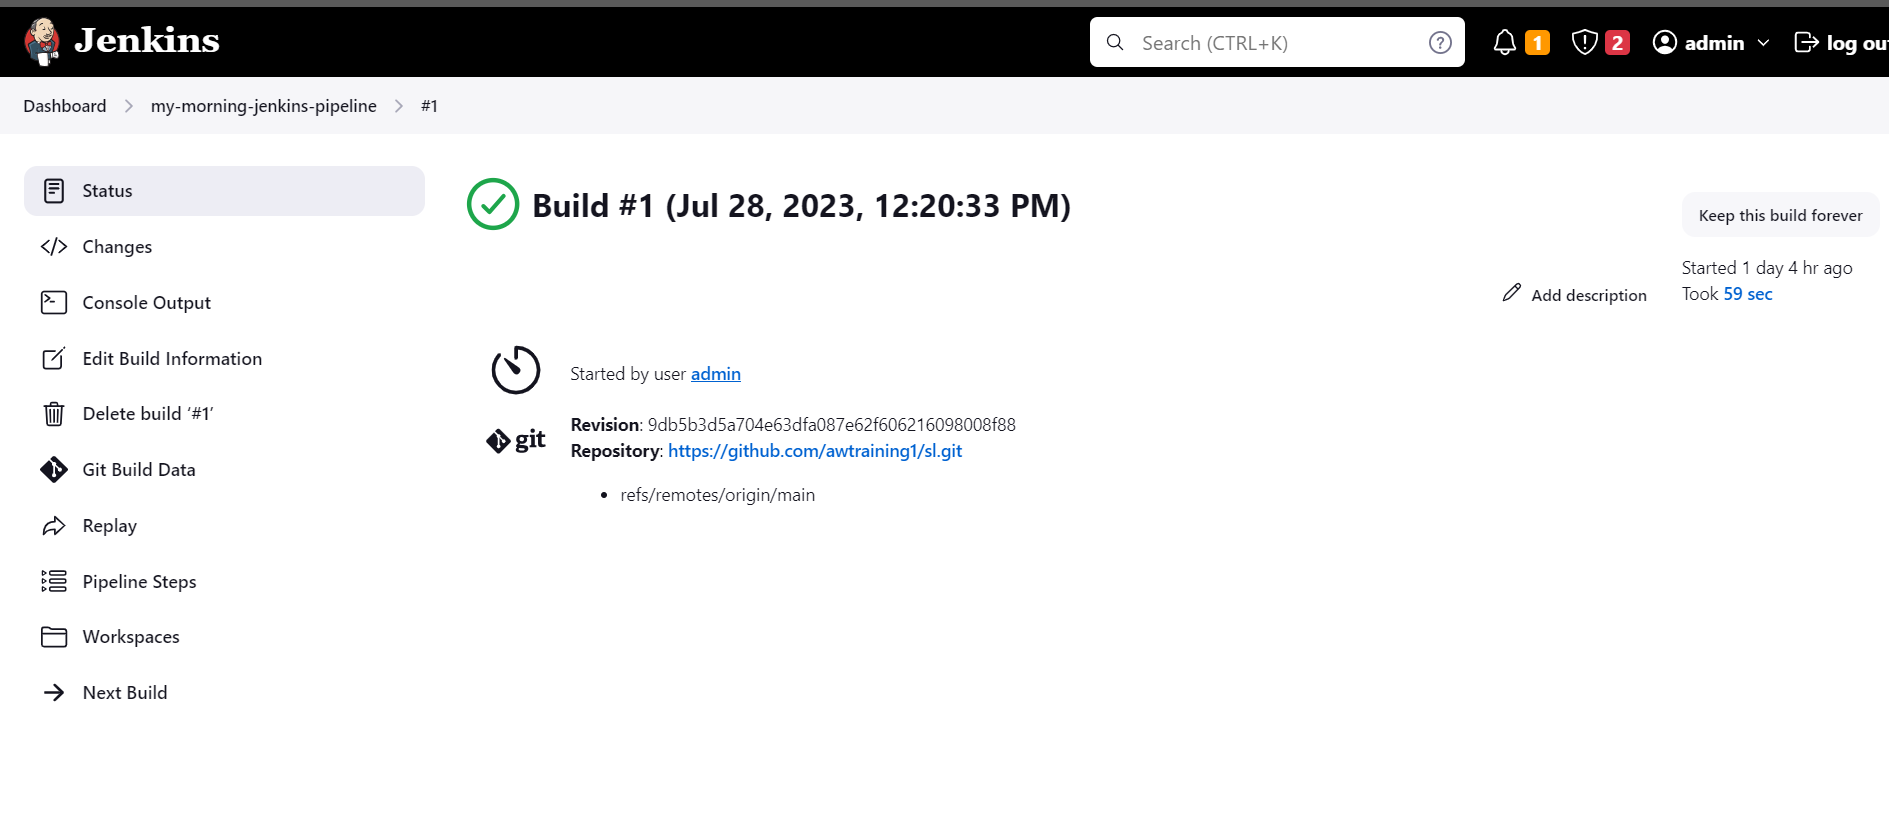 Jenkins
Search (CTRL+K)
?
1
2
admin
log ou
Dashboard > my-morning-jenkins-pipeline > #1
Status
Changes
Console Output
Edit Build Information
Delete build ‘#1’
Git Build Data
Replay
Pipeline Steps
Workspaces
Next Build
Build #1 (Jul 28, 2023, 12:20:33 PM)
Keep this build forever
Started 1 day 4 hr ago
Took 59 sec
Add description
Started by user admin
git
Revision: 9db5b3d5a704e63dfa087e62f606216098008f88
Repository: https://github.com/awtraining1/sl.git
• refs/remotes/origin/main